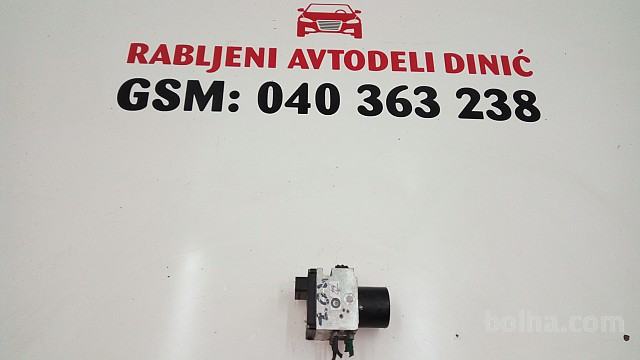 RABLJENI AVTODELI DINIĆ
GSM: 040 363 238
bolha.com